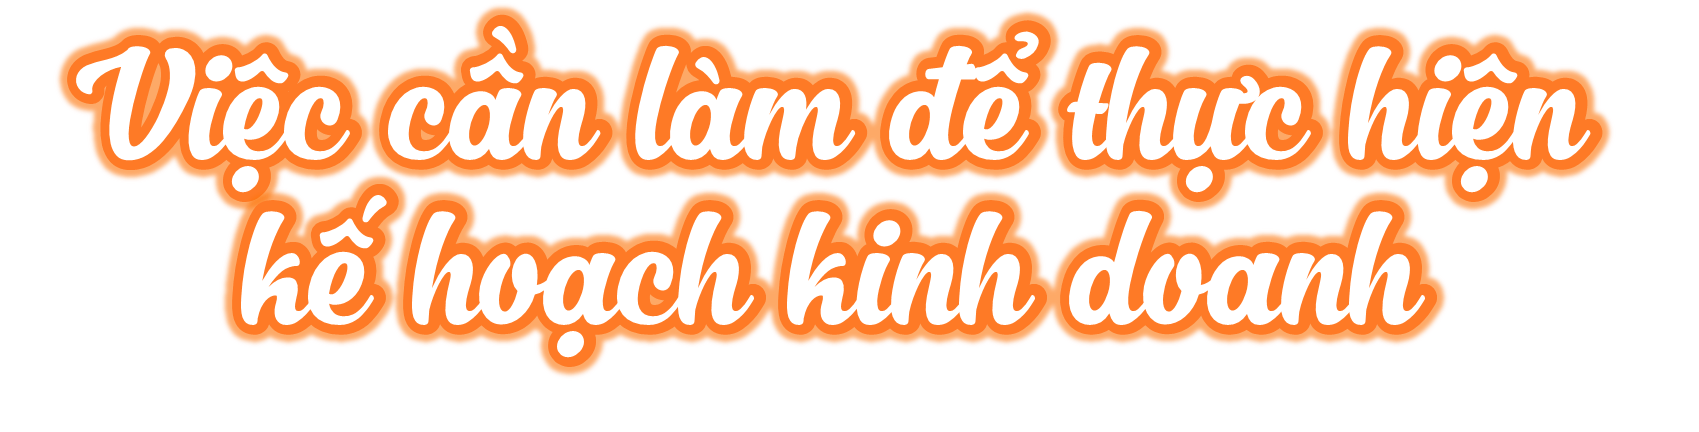 Việc cần làm để thực hiện
kế hoạch kinh doanh